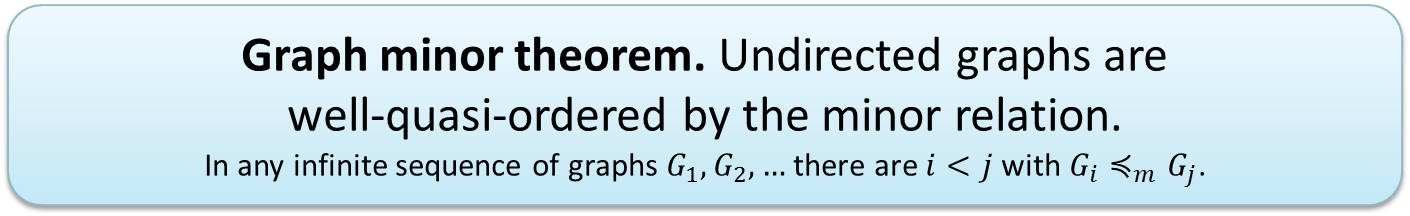 Graph minor theorem. Undirected graphs are
well-quasi-ordered by the minor relation.
In any infinite sequence of graphs 𝐺₁, 𝐺₂, … there are 𝑖 < 𝑗 with 𝐺ᵢ ≼ₘ 𝐺ⱼ.